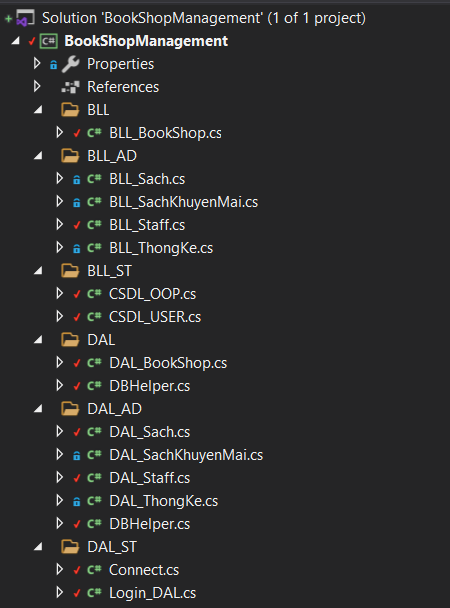 Solution 'BookShopManagement' (1 of 1 project)
C# BookShopManagement
Properties
References
BLL
C# BLL_BookShop.cs
BLL_AD
C# BLL_Sach.cs
C# BLL_SachKhuyenMai.cs
C# BLL_Staff.cs
C# BLL_ThongKe.cs
BLL_ST
C# CSDL_OOP.cs
C# CSDL_USER.cs
DAL
C# DAL_BookShop.cs
C# DBHelper.cs
DAL_AD
C# DAL_Sach.cs
C# DAL_SachKhuyenMai.cs
C# DAL_Staff.cs
C# DAL_ThongKe.cs
C# DBHelper.cs
DAL_ST
C# Connect.cs
C# Login_DAL.cs